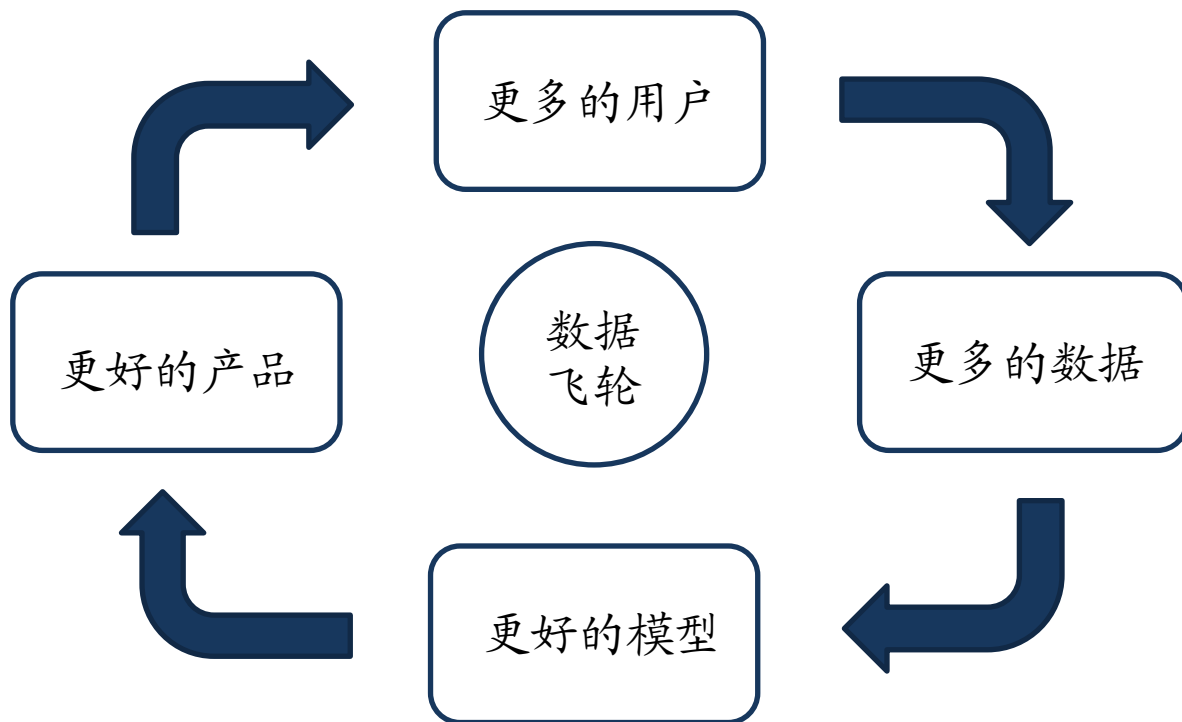 更多的用户
数据
飞轮
更好的产品
更多的数据
更好的模型